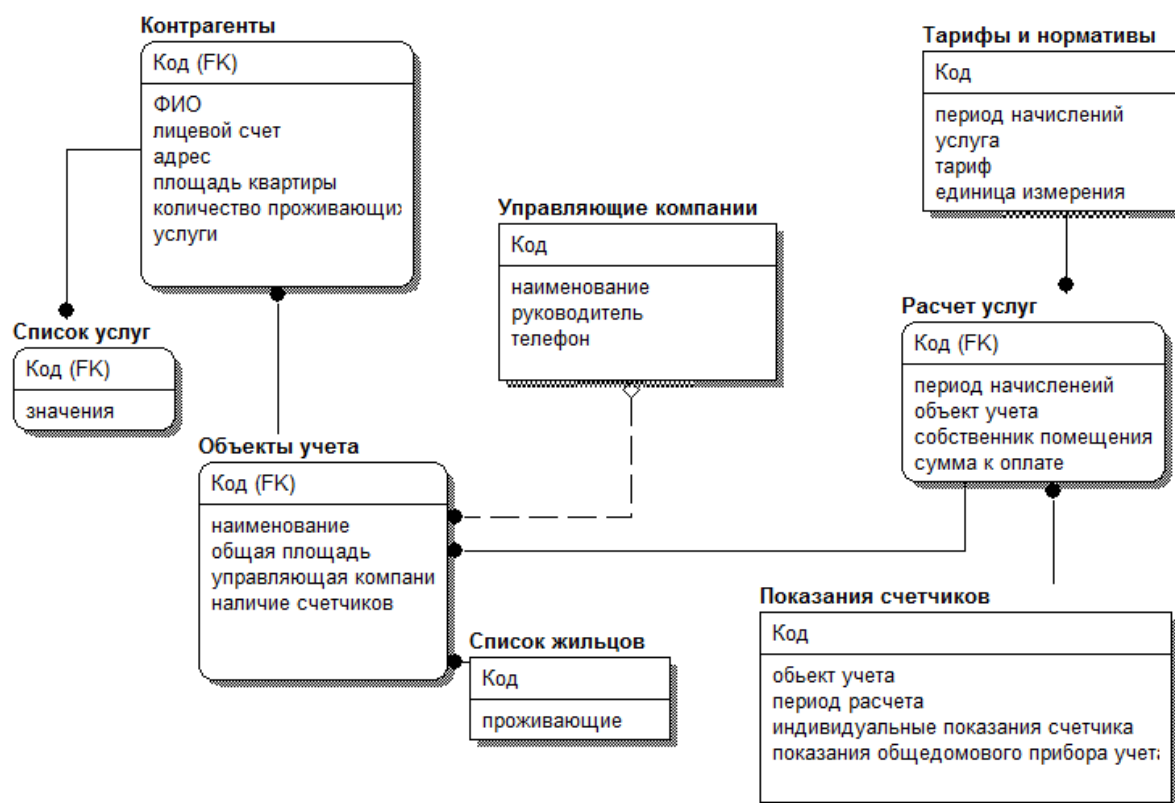 Контрагенты
Код (FK)
ФИО
лицевой счет
адрес
площадь квартиры
количество проживающих
услуги
Тарифы и нормативы
Код
период начислений
услуга
тариф
единица измерения
Управляющие компании
Код
наименование
руководитель
телефон
Список услуг
Код (FK)
значения
Расчет услуг
Код (FK)
период начисленеий
объект учета
собственник помещения
сумма к оплате
Объекты учета
Код (FK)
наименование
общая площадь
управляющая компани
наличие счетчиков
Список жильцов
Код
проживающие
Показания счетчиков
Код
обьект учета
период расчета
индивидуальные показания счетчика
показания общедомового прибора учета